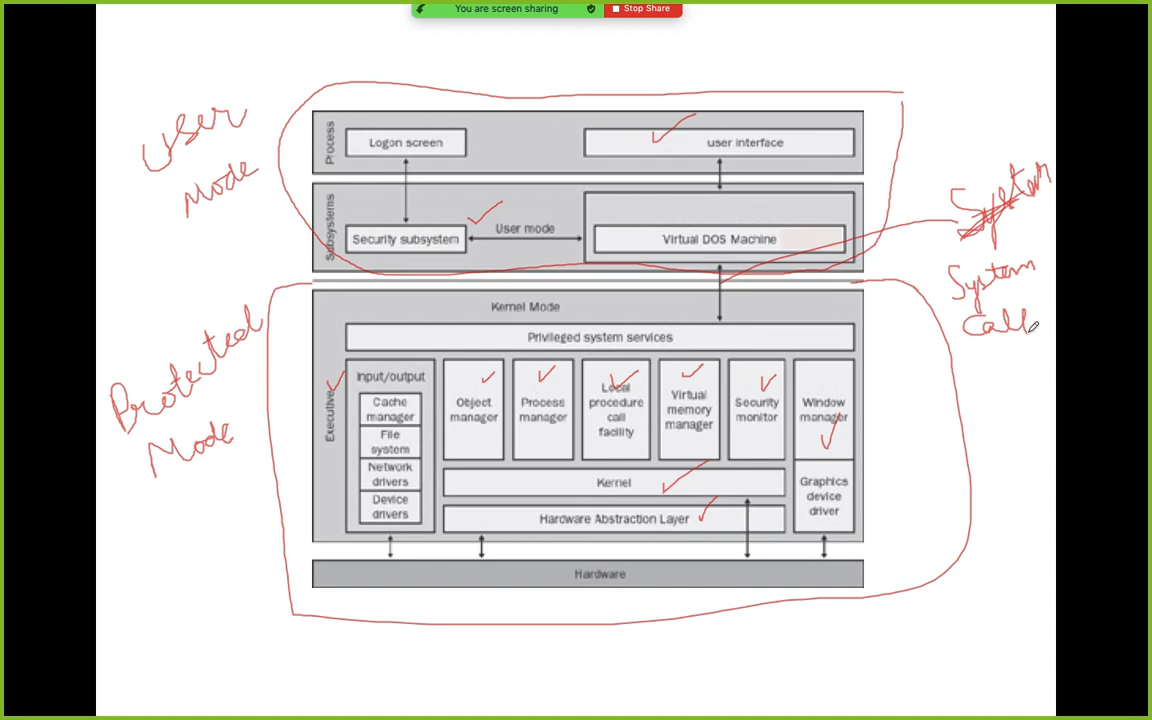 You are screen sharing
Stop Share
User
Mode
Process
Logon screen
user interface
Subsystems
Security subsystem
User mode
Virtual DOS Machine
System
System
Call
Protected
Mode
Kernel Mode
Privileged system services
Executive
Input/output
Cache
manager
File
system
Network
drivers
Device
drivers
Object
manager
Process
manager
Local
procedure
call
facility
Virtual
memory
manager
Security
monitor
Window
manager
Graphics
device
driver
Kernel
Hardware Abstraction Layer
Hardware